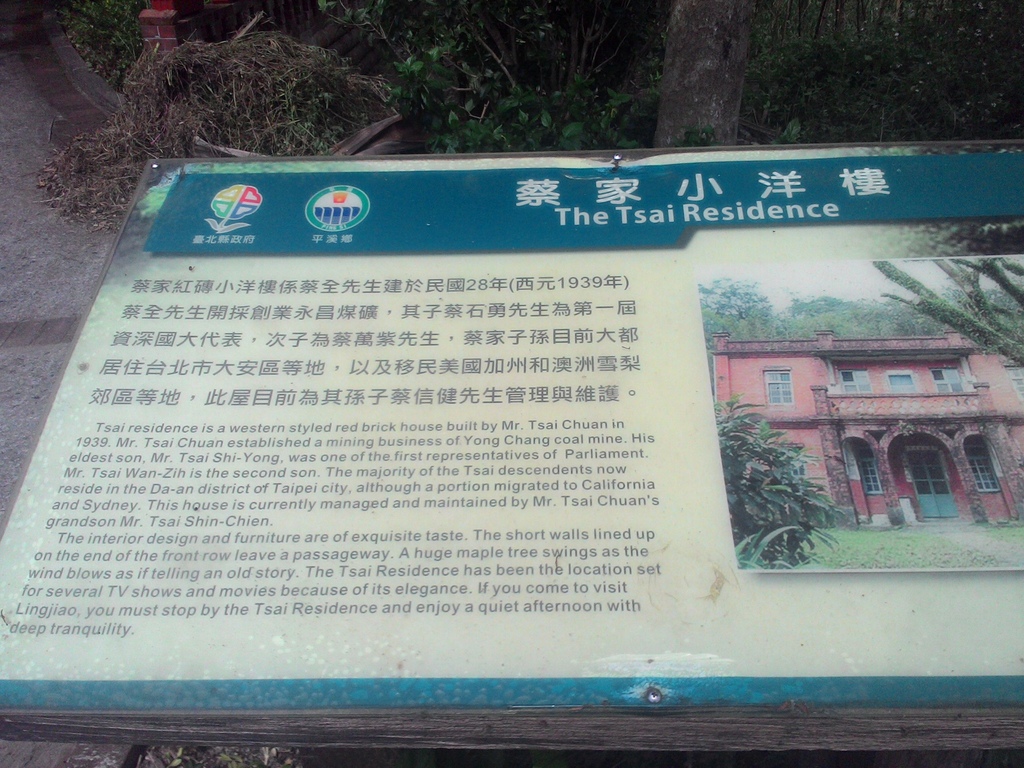 蔡家小洋樓
The Tsai Residence
臺北縣政府
平溪鄉
蔡家紅磚小洋樓係蔡全先生建於民國28年(西元1939年)
蔡全先生開採創業永昌煤礦，其子蔡石勇先生為第一屆
資深國大代表，次子為蔡萬紫先生，蔡家子孫目前大都
居住台北市大安區等地，以及移民美國加州和澳洲雪梨
郊區等地，此屋目前為其孫子蔡信健先生管理與維護。
Tsai residence is a western styled red brick house built by Mr. Tsai Chuan in
1939. Mr. Tsai Chuan established a mining business of Yong Chang coal mine. His
eldest son, Mr. Tsai Shi-Yong, was one of the first representatives of Parliament.
Mr. Tsai Wan-Zih is the second son. The majority of the Tsai descendents now
reside in the Da-an district of Taipei city, although a portion migrated to California
and Sydney. This house is currently managed and maintained by Mr. Tsai Chuan's
grandson Mr. Tsai Shin-Chien.
The interior design and furniture are of exquisite taste. The short walls lined up
on the end of the front row leave a passageway. A huge maple tree swings as the
wind blows as if telling an old story. The Tsai Residence has been the location set
for several TV shows and movies because of its elegance. If you come to visit
Lingjiao, you must stop by the Tsai Residence and enjoy a quiet afternoon with
deep tranquility.